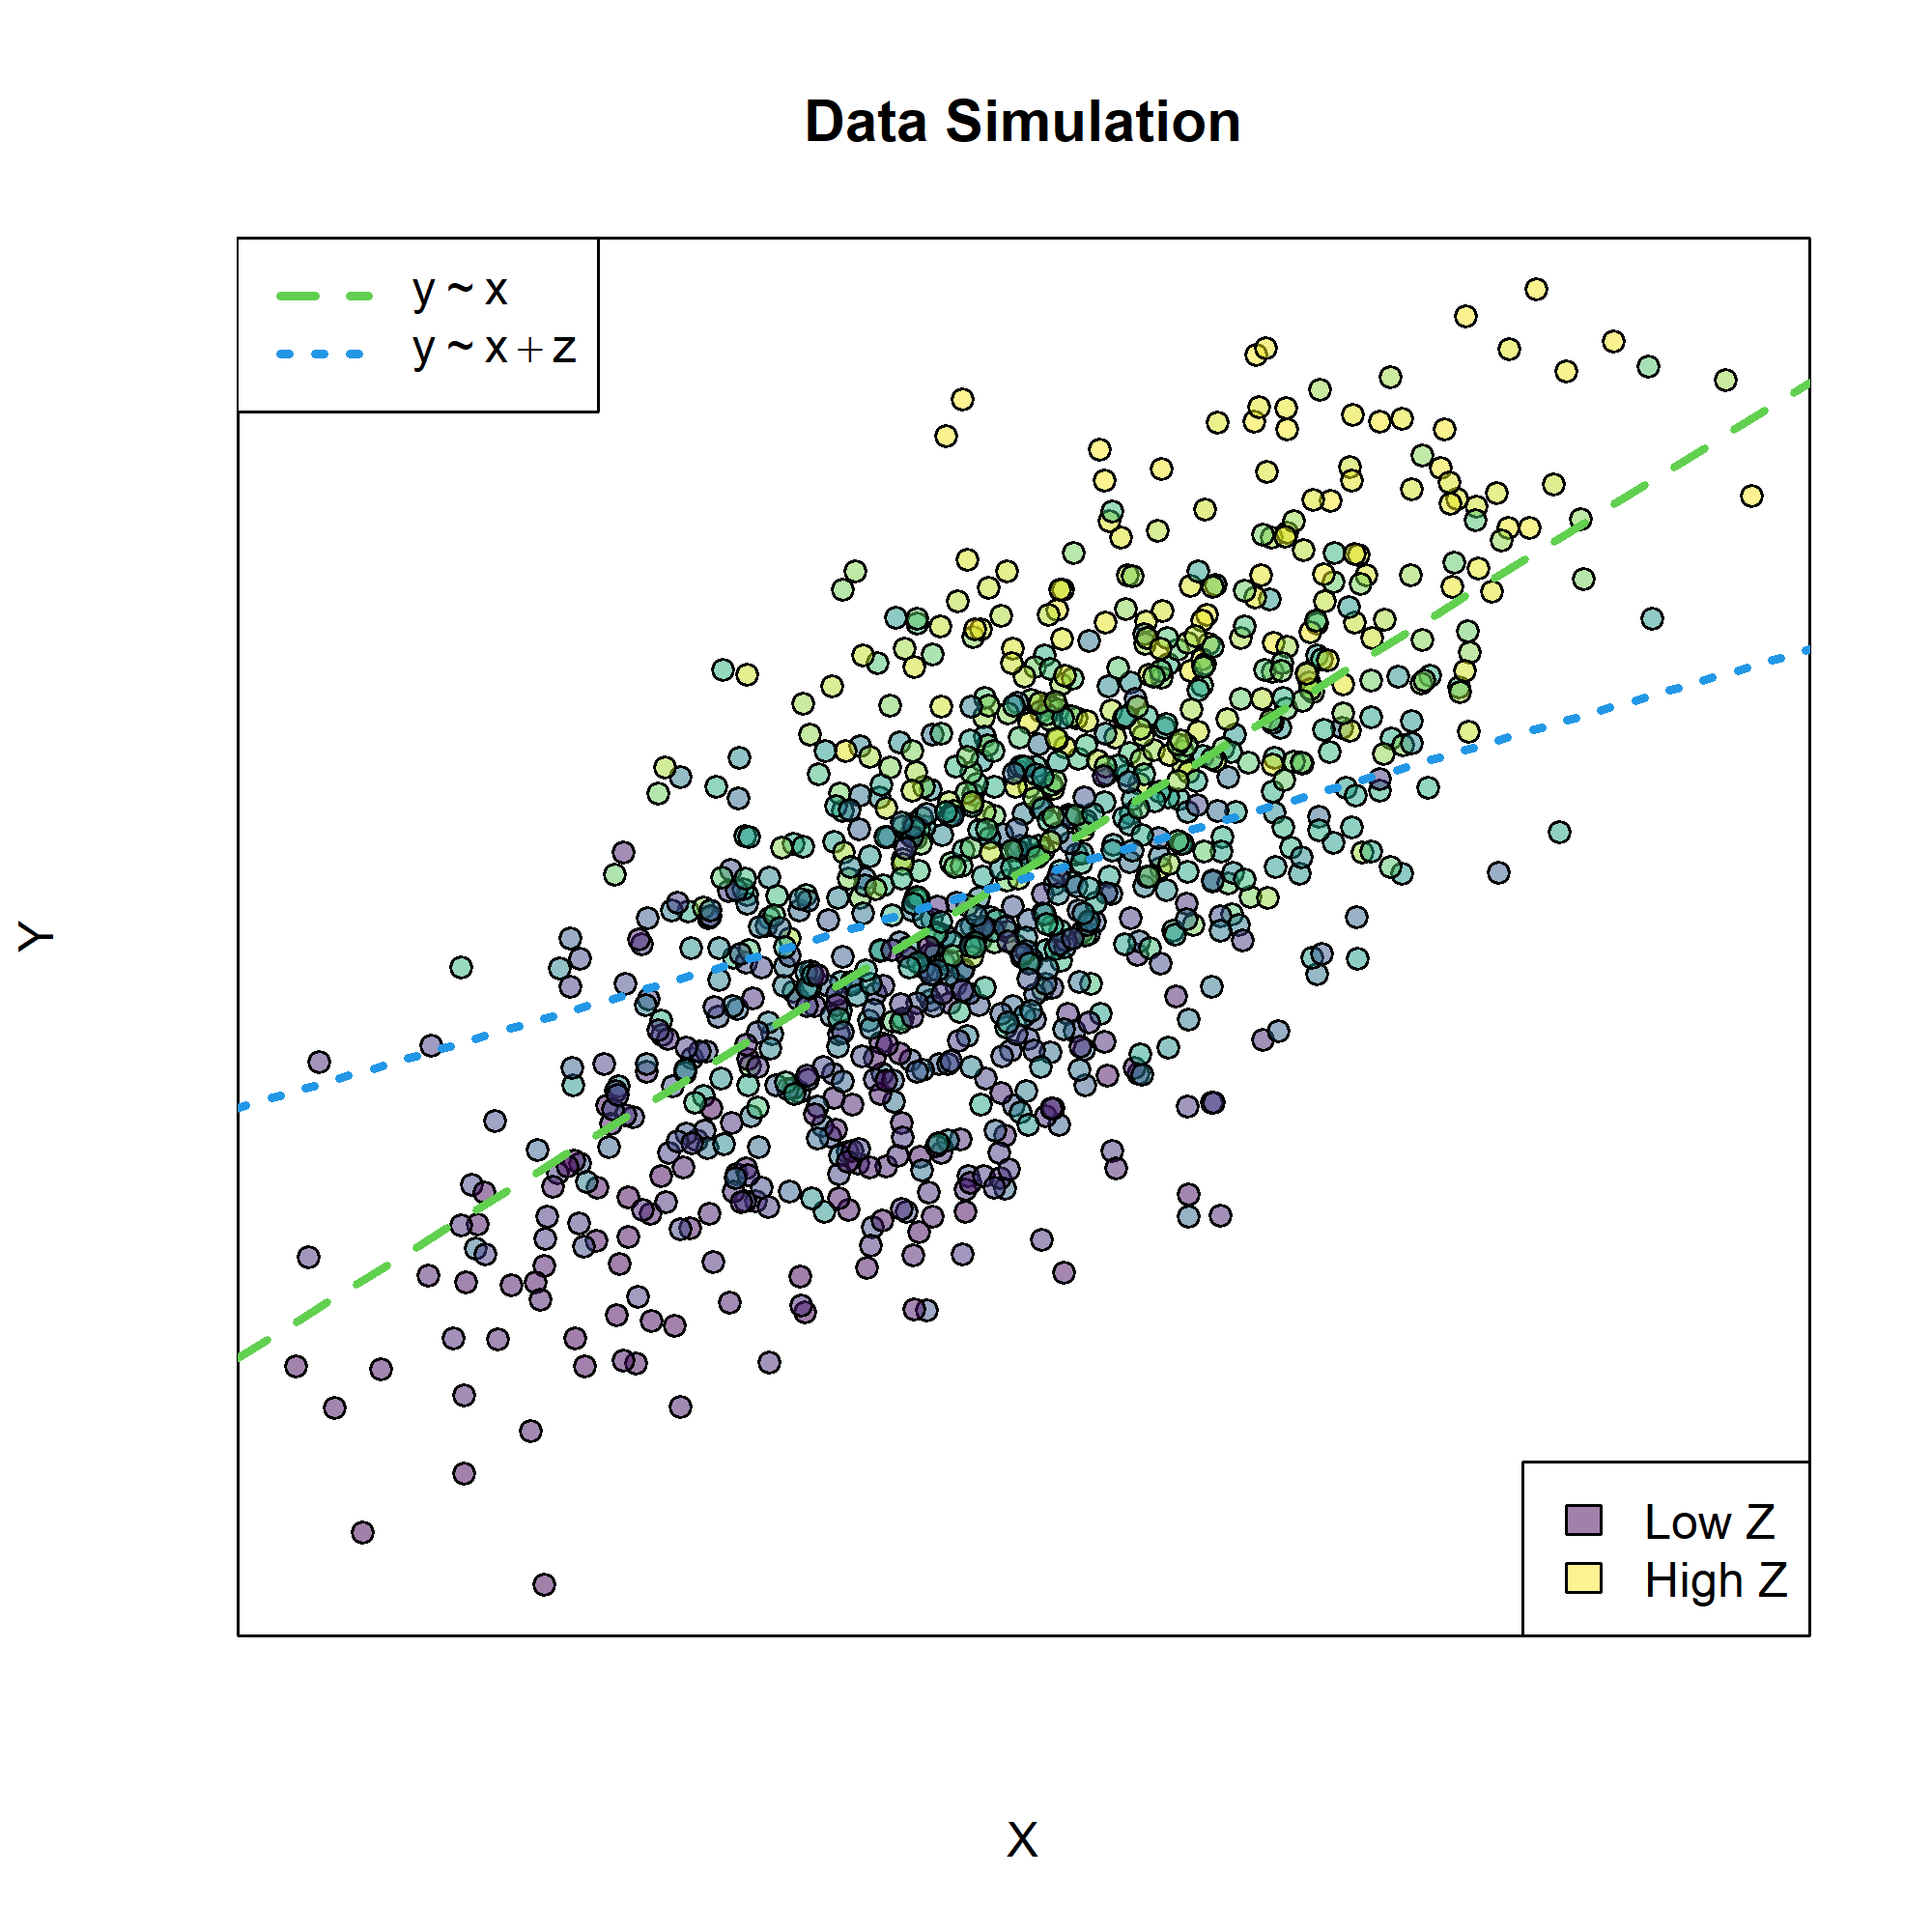 Data Simulation
y ~ x
y ~ x + z
Y
Low Z
High Z
X